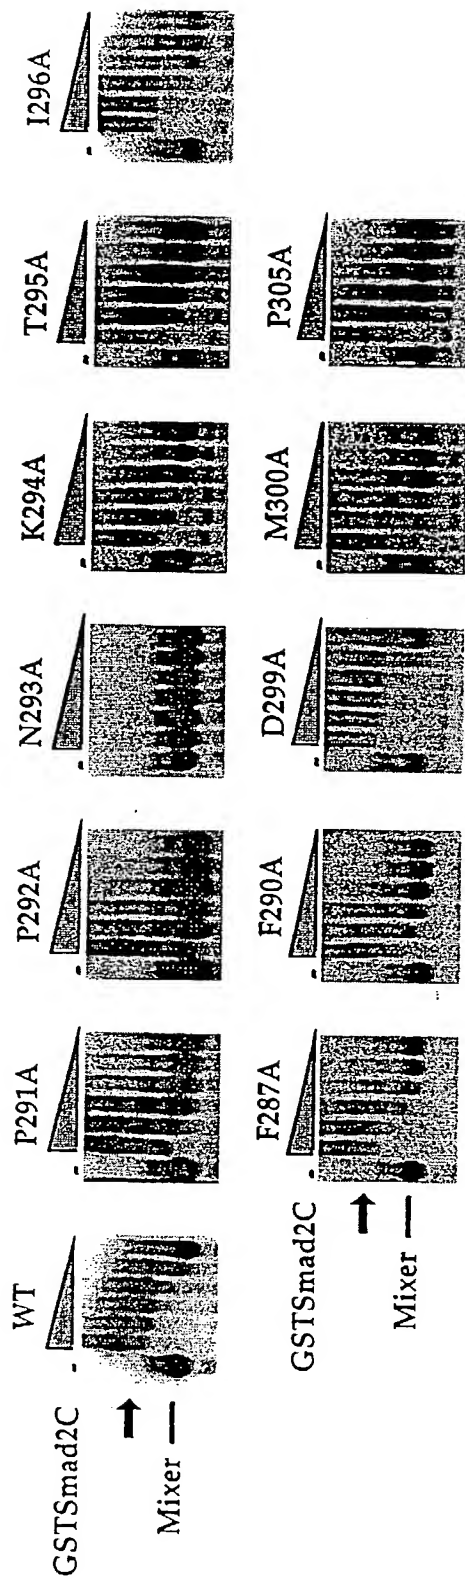 WT P291A P292A N293A K294A T295A I296A
GSTSmad2C - - - - - - -
Mixer —
F287A F290A D299A M300A P305A
GSTSmad2C - - - - -
Mixer —